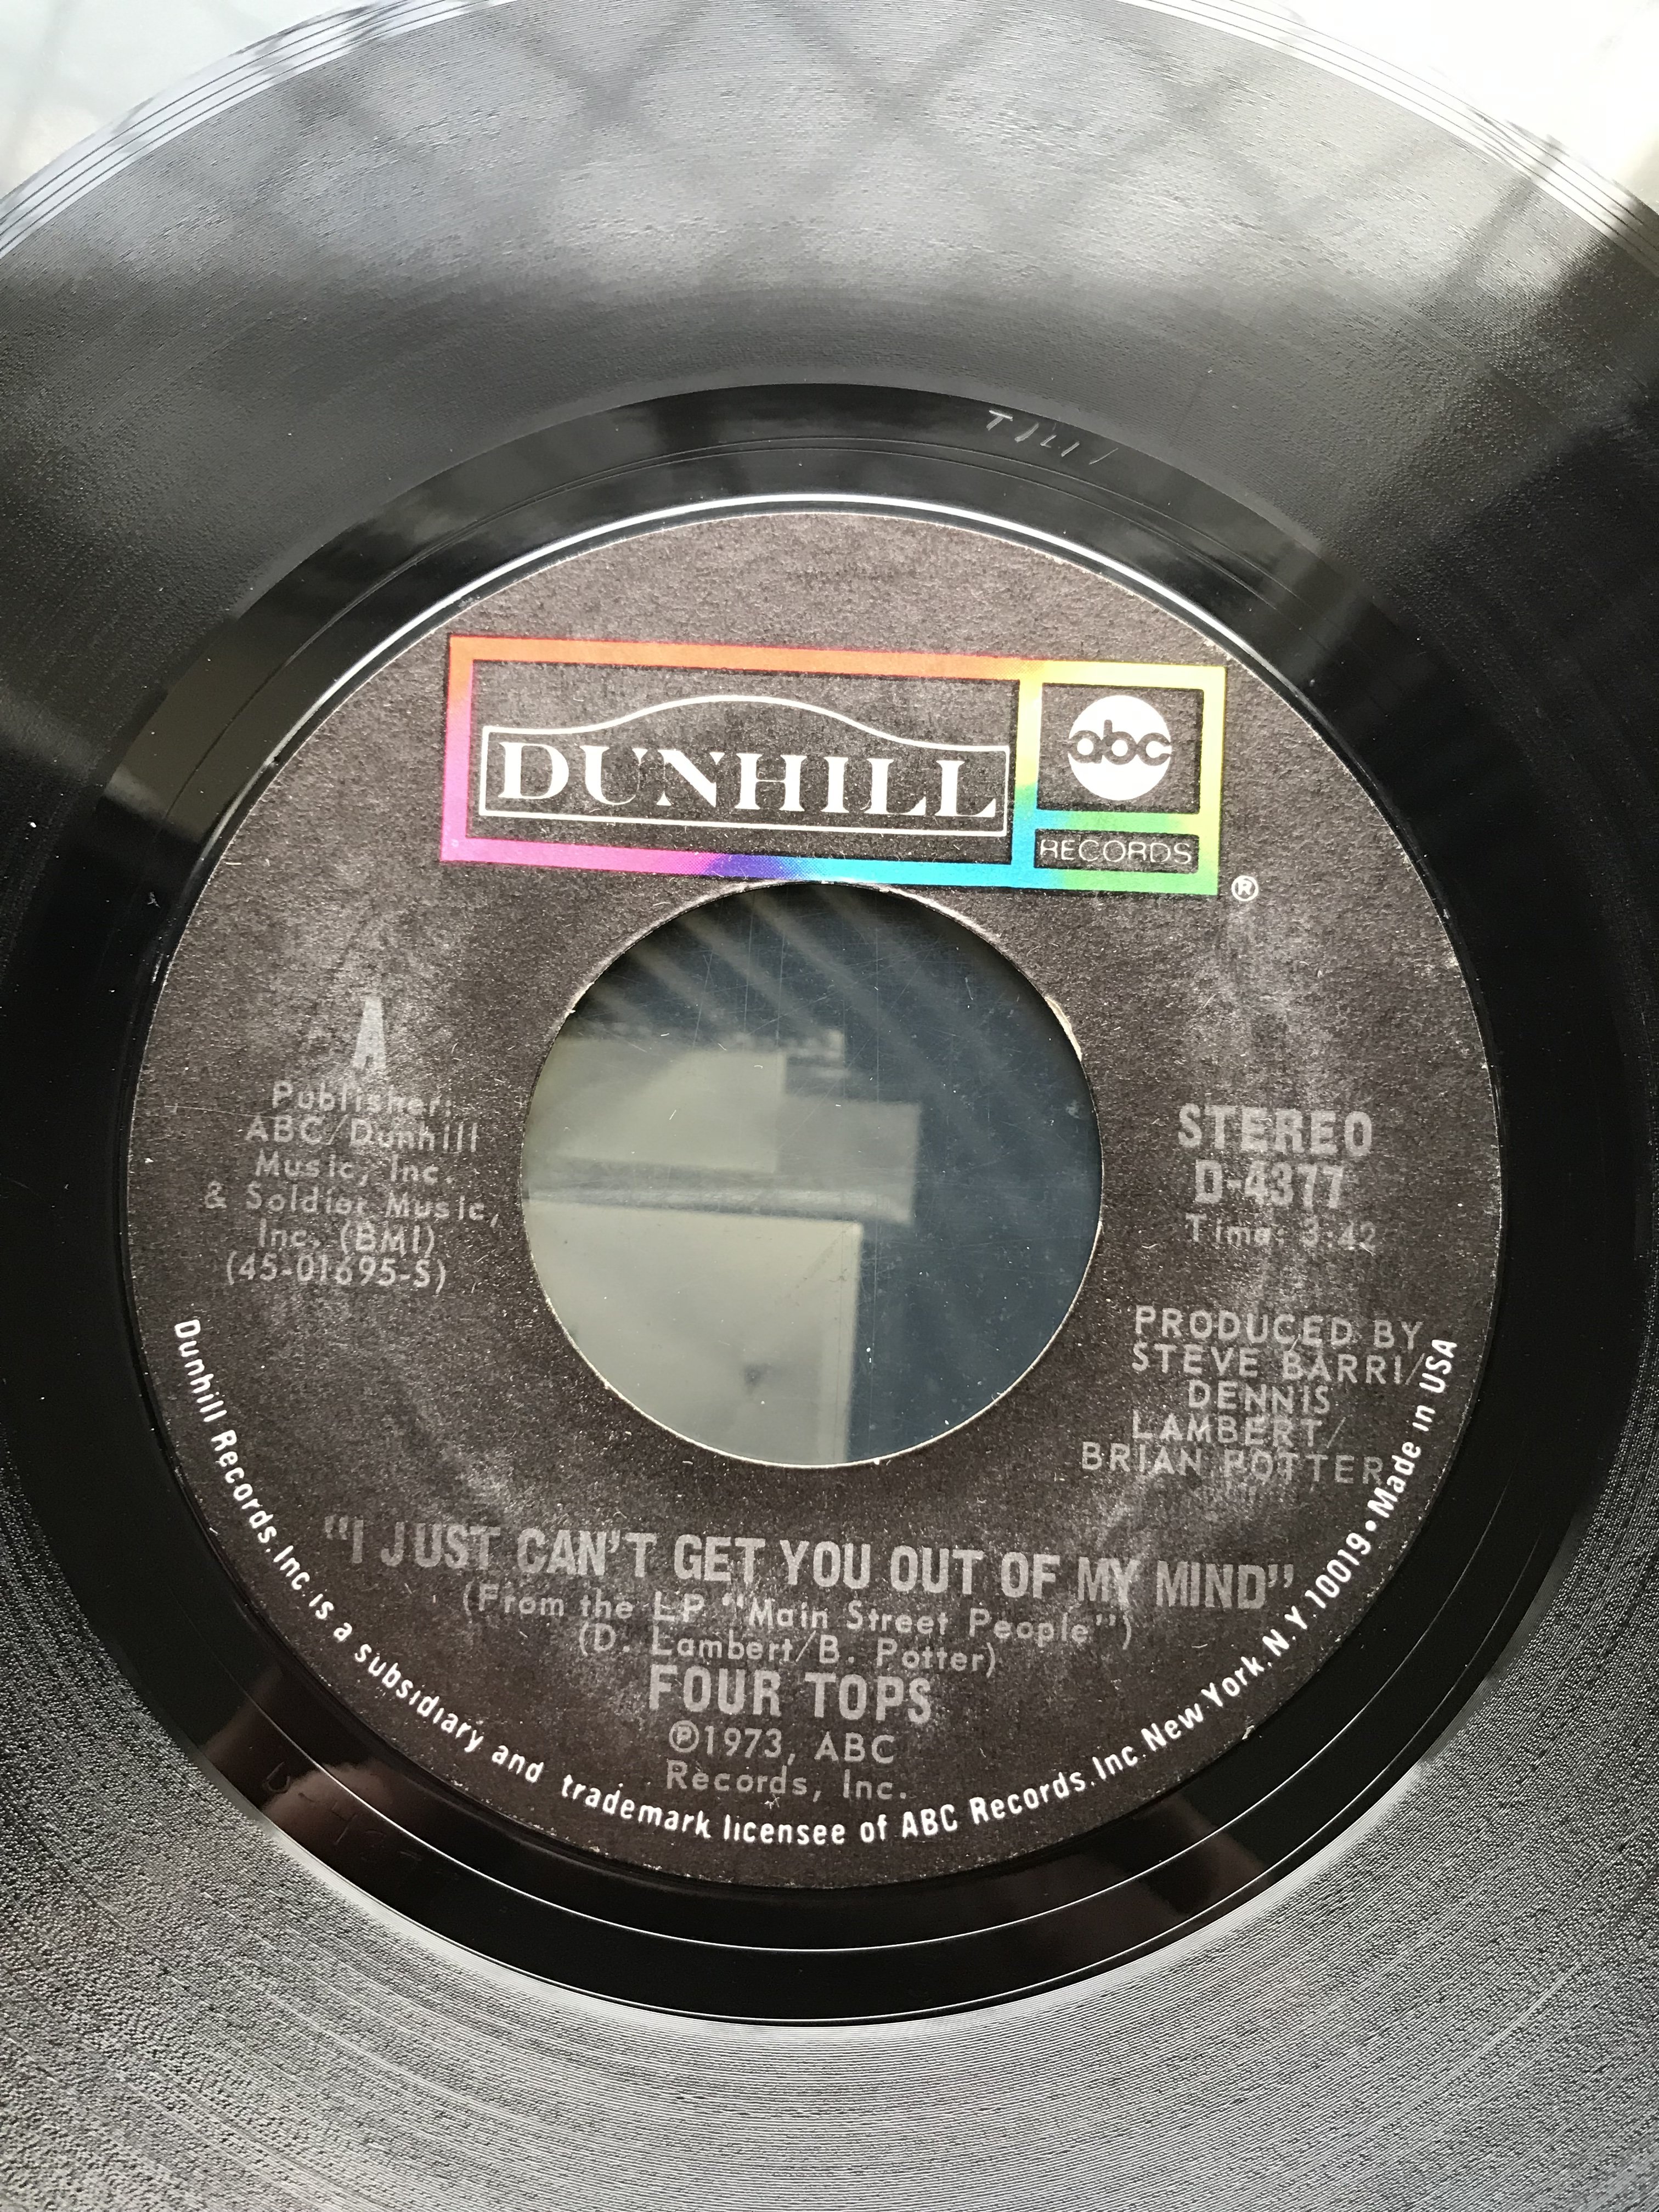 DUNHILL
abc
RECORDS
®
A
Publisher:
ABC/Dunhill
Music, Inc.
& Soldier Music,
Inc. (BMI)
(45-01695-S)
STEREO
D-4377
Time: 3:42
PRODUCED BY
STEVE BARRI/
DENNIS
LAMBERT/
BRIAN POTTER
"I JUST CAN'T GET YOU OUT OF MY MIND"
(From the LP "Main Street People")
(D. Lambert/B. Potter)
FOUR TOPS
℗1973, ABC
Records, Inc.
Dunhill Records, Inc is a subsidiary and trademark licensee of ABC Records, Inc. New York, N.Y. 10019 • Made in USA